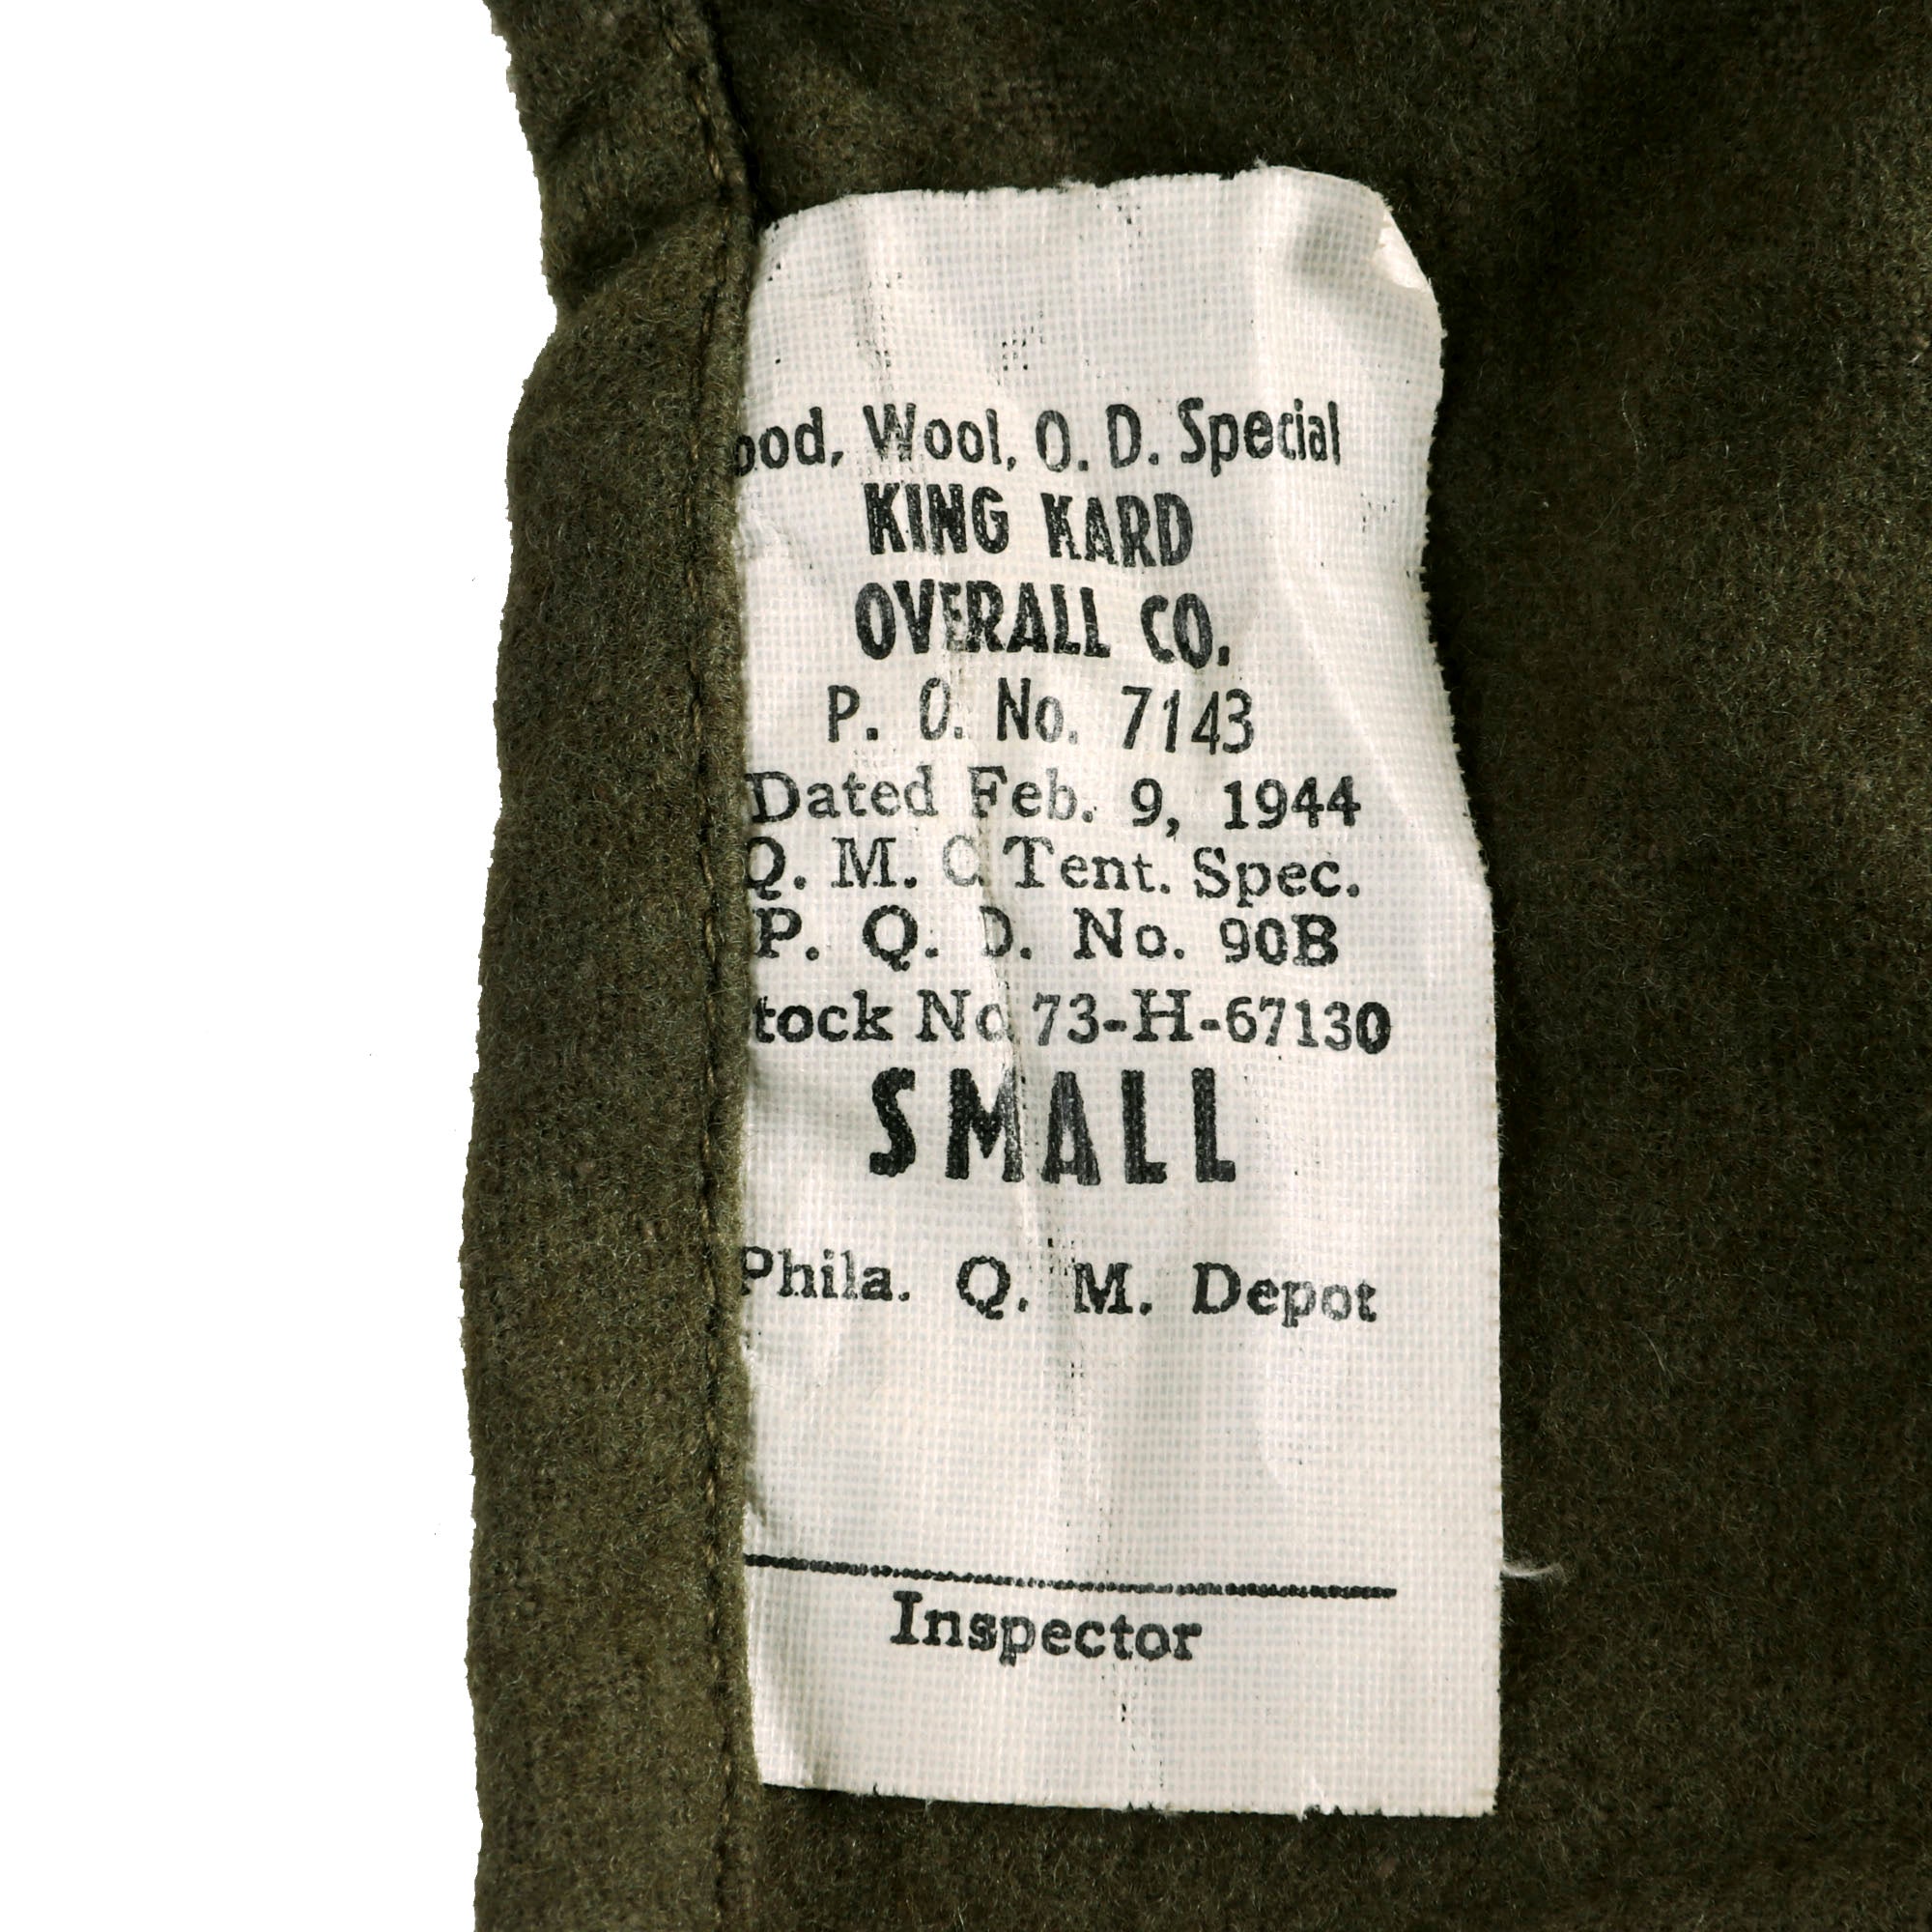 ood, Wool, O. D. Special
KING KARD
OVERALL CO.
P. O. No. 7143
Dated Feb. 9, 1944
Q. M. C. Tent. Spec.
P. Q. D. No. 90B
tock No 73-H-67130
SMALL
Phila. Q. M. Depot
Inspector